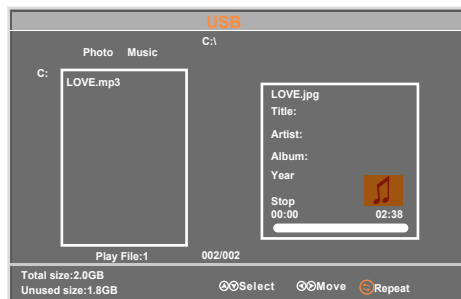 USB
C:\
Photo Music
C:
LOVE.mp3
LOVE.jpg
Title:
Artist:
Album:
Year
Stop
00:00 02:38
Play File:1 002/002
Total size:2.0GB
Unused size:1.8GB
Select Move Repeat